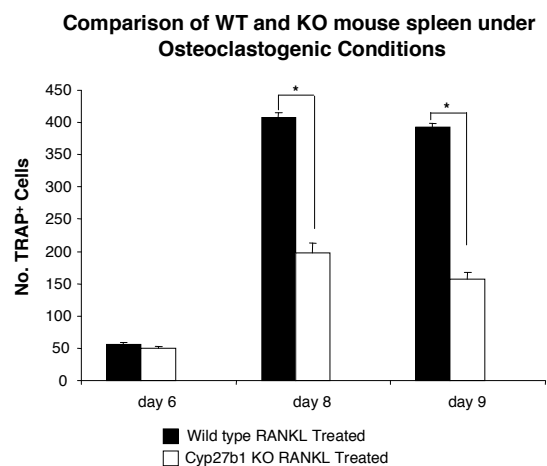 Comparison of WT and KO mouse spleen under
Osteoclastogenic Conditions
No. TRAP+ Cells
450
400
350
300
250
200
150
100
50
0
*
*
day 6
day 8
day 9
Wild type RANKL Treated
Cyp27b1 KO RANKL Treated